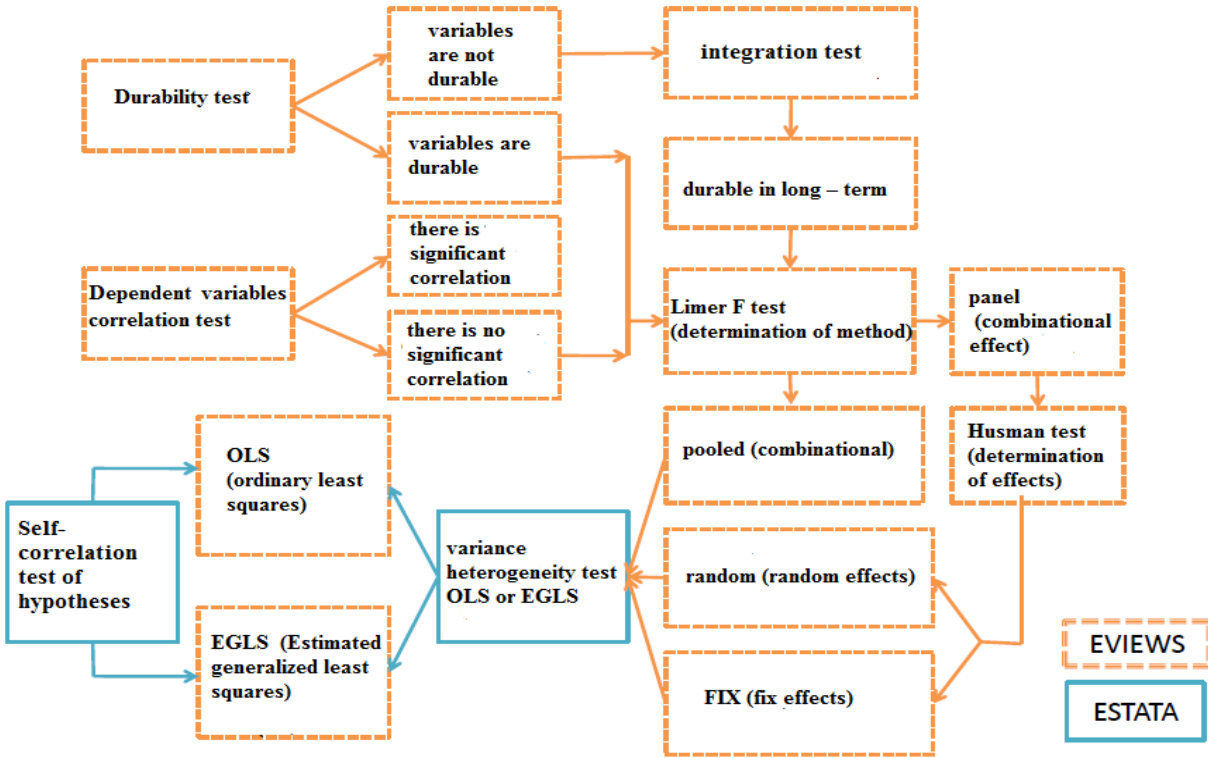 variables
are not
durable
integration test
Durability test
variables are
durable
durable in long – term
there is
significant
correlation
Dependent variables
correlation test
there is no
significant
correlation
Limer F test
(determination of method)
panel
(combinational
effect)
OLS
(ordinary least
squares)
pooled (combinational)
Husman test
(determination
of effects)
Self-
correlation
test of
hypotheses
variance
heterogeneity test
OLS or EGLS
random (random effects)
EGLS (Estimated
generalized least
squares)
FIX (fix effects)
EVIEWS
ESTATA